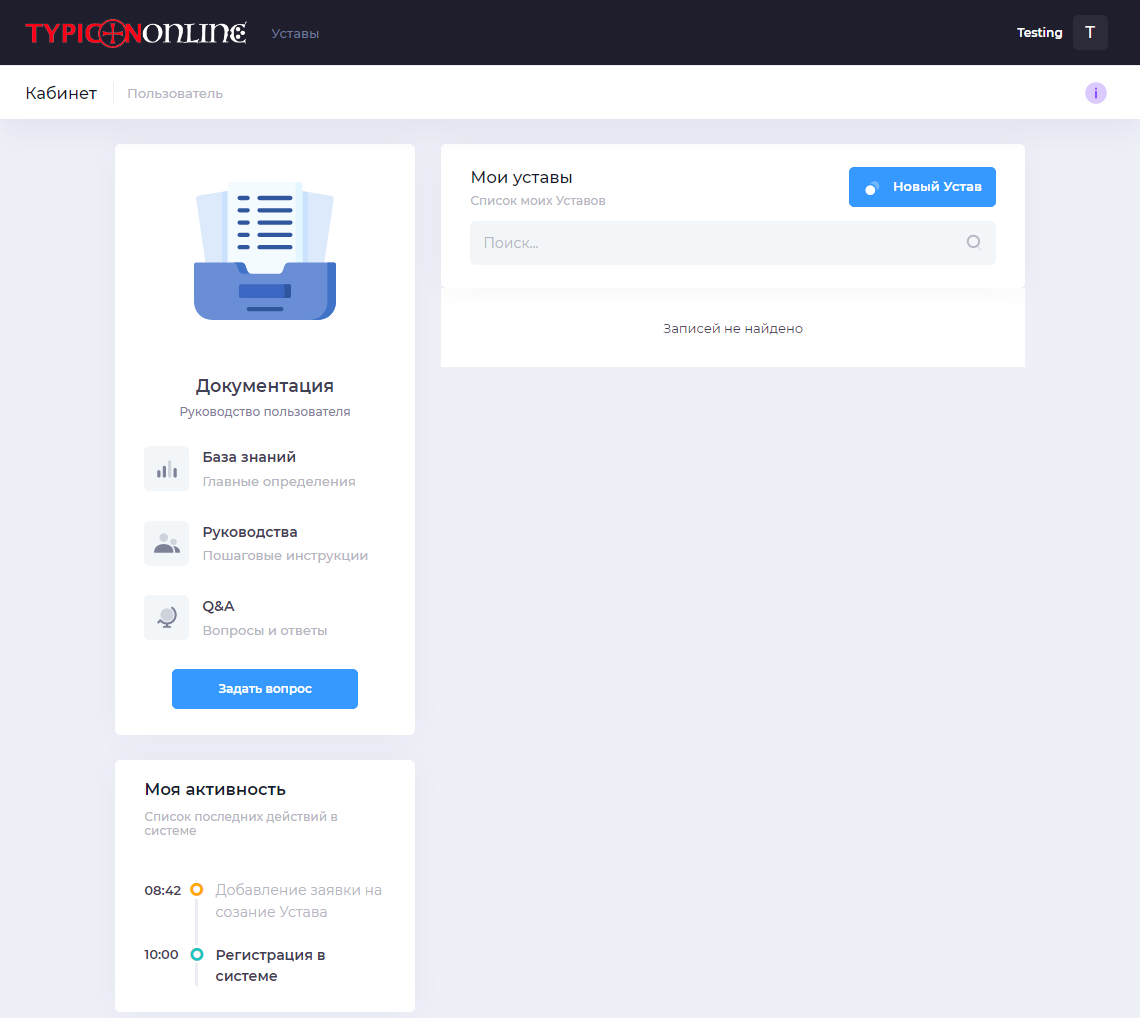 TYPICONONLINE
Уставы
Testing
T
Кабинет
Пользователь
i
Документация
Руководство пользователя
База знаний
Главные определения
Руководства
Пошаговые инструкции
Q&A
Вопросы и ответы
Задать вопрос
Моя активность
Список последних действий в
системе
08:42
Добавление заявки на
созание Устава
10:00
Регистрация в
системе
Мои уставы
Список моих Уставов
Новый Устав
Поиск...
Записей не найдено